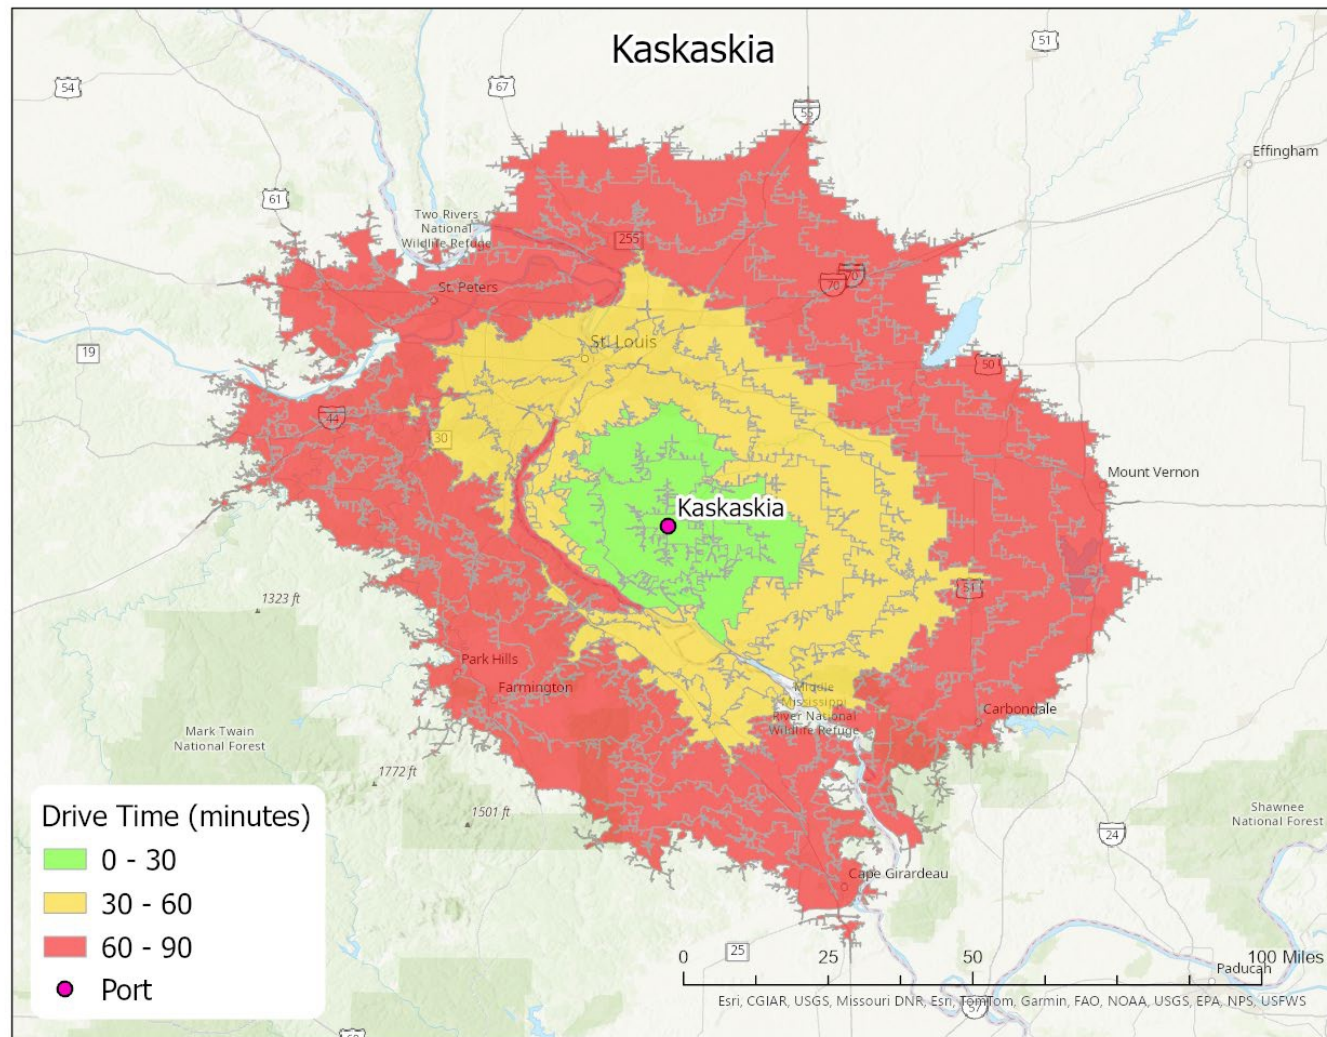 Kaskaskia
51
54
67
55
Effingham
61
Two Rivers
National
Wildlife Refuge
255
70
70
St. Peters
19
St. Louis
50
44
30
Mount Vernon
Kaskaskia
51
1323 ft
Park Hills
Farmington
Middle
Mississippi
River National
Wildlife Refuge
Carbondale
Mark Twain
National Forest
1772 ft
1501 ft
Shawnee
National Forest
24
Cape Girardeau
Drive Time (minutes)
0 - 30
30 - 60
60 - 90
Port
25
0 25 50 100 Miles
Paducah
Esri, CGIAR, USGS, Missouri DNR, Esri, TomTom, Garmin, FAO, NOAA, USGS, EPA, NPS, USFWS
57